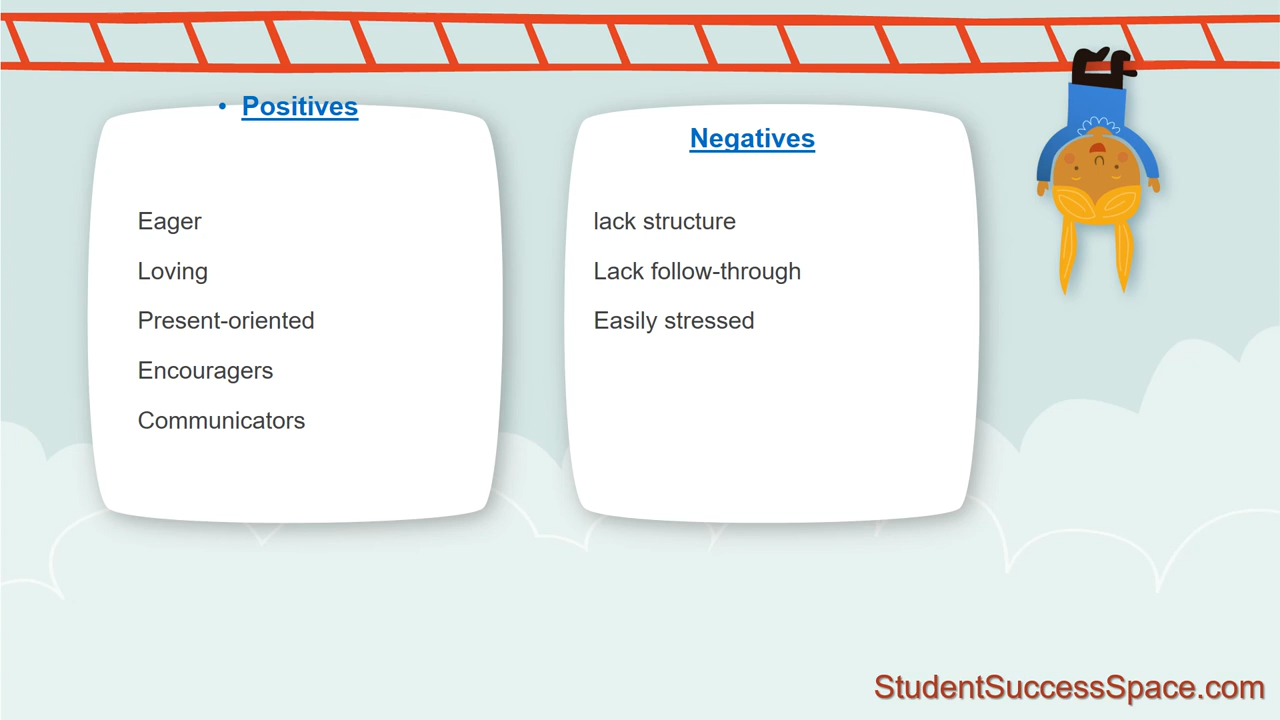 • Positives
Eager
Loving
Present-oriented
Encouragers
Communicators
Negatives
lack structure
Lack follow-through
Easily stressed
StudentSuccessSpace.com